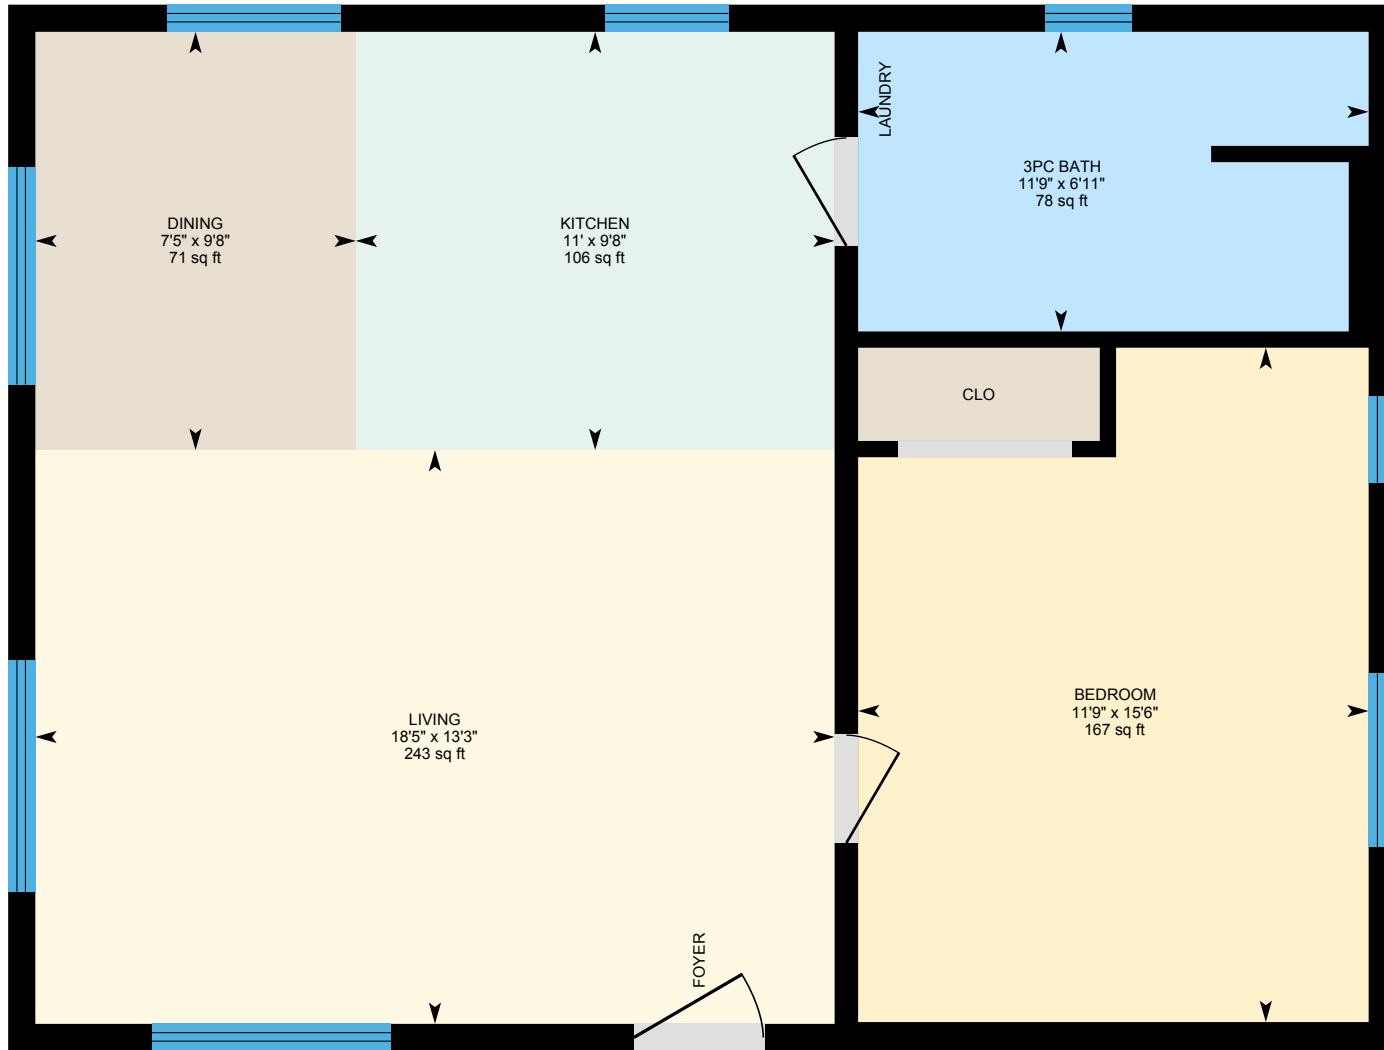 LAUNDRY
3PC BATH
11'9" x 6'11"
78 sq ft
DINING
7'5" x 9'8"
71 sq ft
KITCHEN
11' x 9'8"
106 sq ft
CLO
BEDROOM
11'9" x 15'6"
167 sq ft
LIVING
18'5" x 13'3"
243 sq ft
FOYER